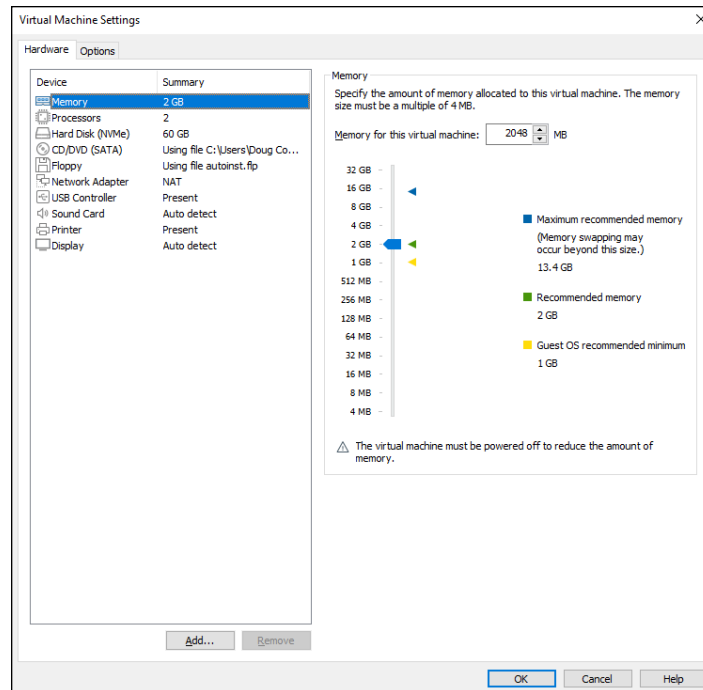 Virtual Machine Settings
Hardware Options
Device Summary
Memory 2 GB
Processors 2
Hard Disk (NVMe) 60 GB
CD/DVD (SATA) Using file C:\Users\Doug Co...
Floppy Using file autoinst.flp
Network Adapter NAT
USB Controller Present
Sound Card Auto detect
Printer Present
Display Auto detect
Add... Remove
Memory
Specify the amount of memory allocated to this virtual machine. The memory
size must be a multiple of 4 MB.
Memory for this virtual machine: 2048 MB
32 GB
16 GB
8 GB
4 GB
2 GB
1 GB
512 MB
256 MB
128 MB
64 MB
32 MB
16 MB
8 MB
4 MB
Maximum recommended memory
(Memory swapping may
occur beyond this size.)
13.4 GB
Recommended memory
2 GB
Guest OS recommended minimum
1 GB
The virtual machine must be powered off to reduce the amount of
memory.
OK Cancel Help